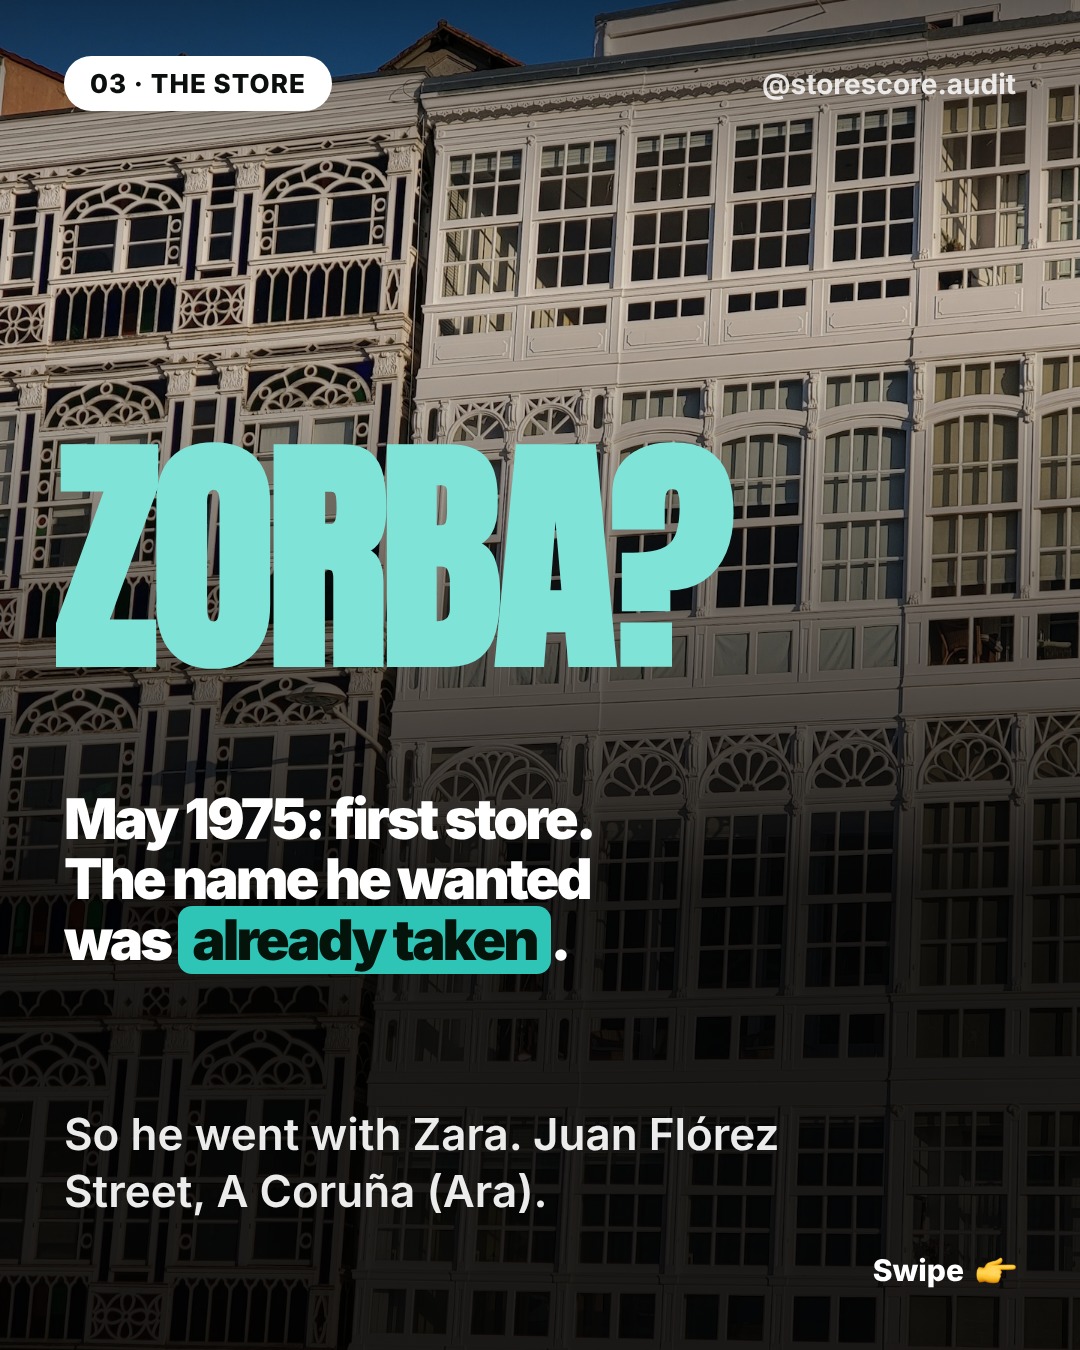 03 · THE STORE
@storescore.audit
ZORBA?
May 1975: first store.
The name he wanted
was already taken.
So he went with Zara. Juan Flórez
Street, A Coruña (Ara).
Swipe 👉